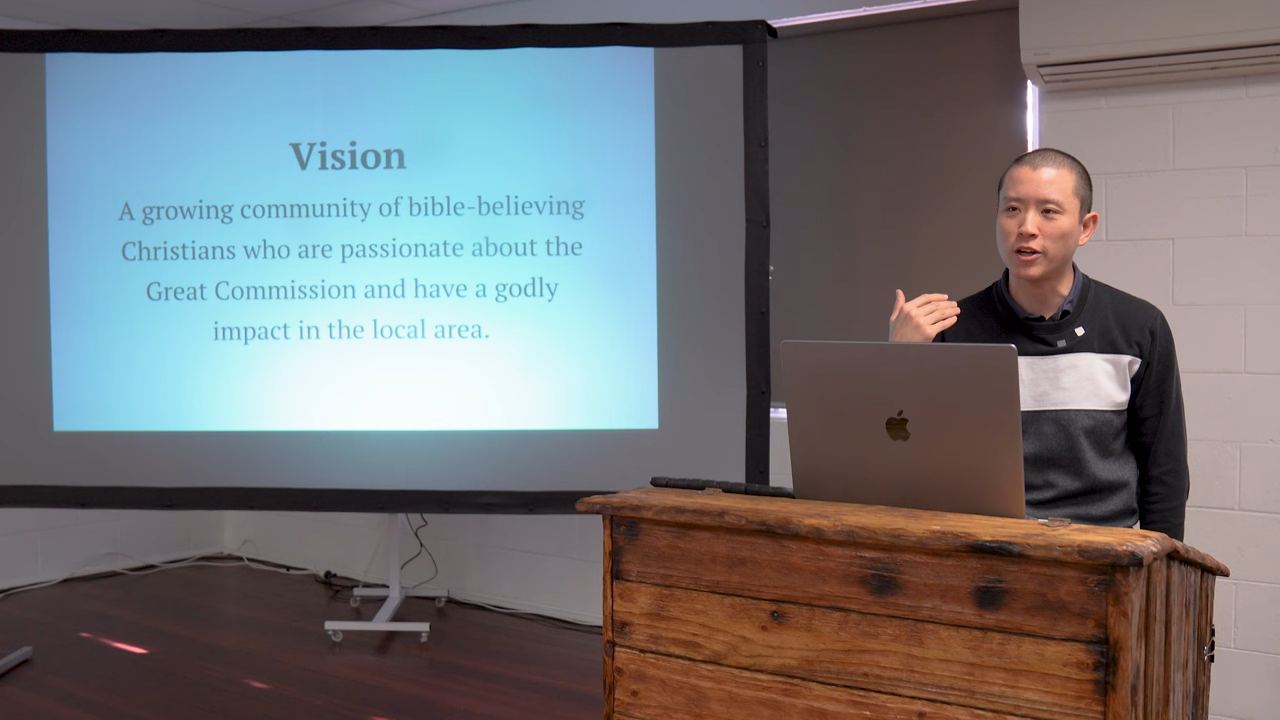 Vision
A growing community of bible-believing
Christians who are passionate about the
Great Commission and have a godly
impact in the local area.